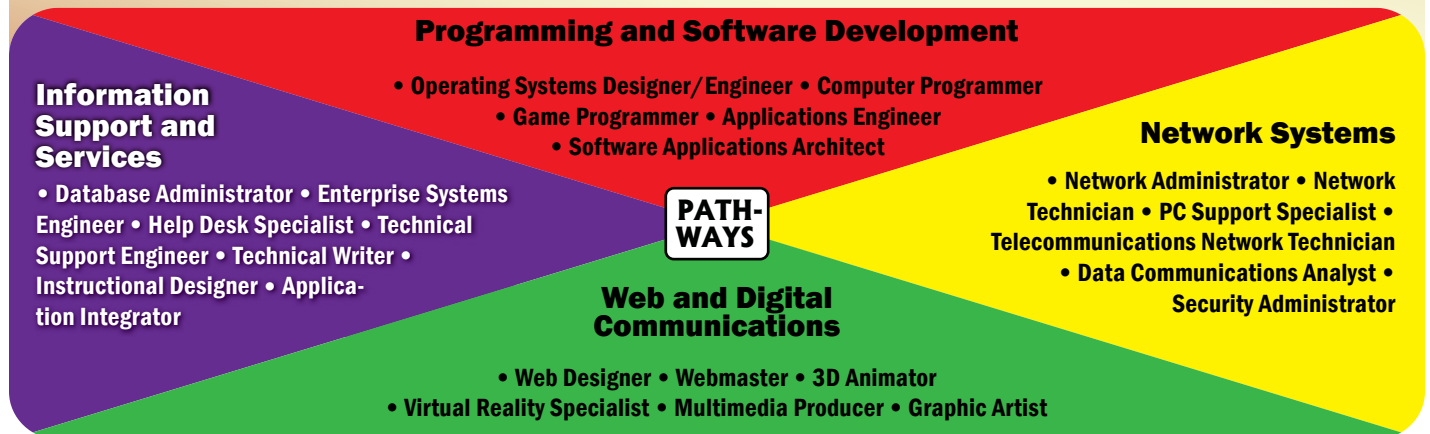 Programming and Software Development
• Operating Systems Designer/Engineer • Computer Programmer
• Game Programmer • Applications Engineer
• Software Applications Architect
Information
Support and
Services
• Database Administrator • Enterprise Systems
Engineer • Help Desk Specialist • Technical
Support Engineer • Technical Writer •
Instructional Designer • Applica-
tion Integrator
PATH-
WAYS
Network Systems
• Network Administrator • Network
Technician • PC Support Specialist •
Telecommunications Network Technician
• Data Communications Analyst •
Security Administrator
Web and Digital
Communications
• Web Designer • Webmaster • 3D Animator
• Virtual Reality Specialist • Multimedia Producer • Graphic Artist